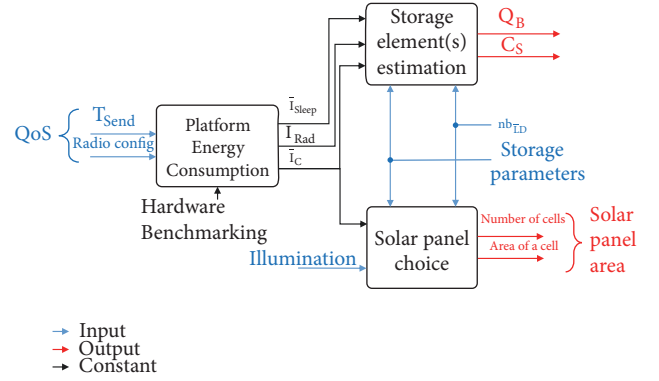 Storage
element(s)
estimation
Q_B
C_S
QoS
T_Send
Radio config
Platform
Energy
Consumption
Ī_Sleep
I_Rad
Ī_C
nb_L̄D
Storage
parameters
Hardware
Benchmarking
Illumination
Solar panel
choice
Number of cells
Area of a cell
Solar
panel
area
Input
Output
Constant